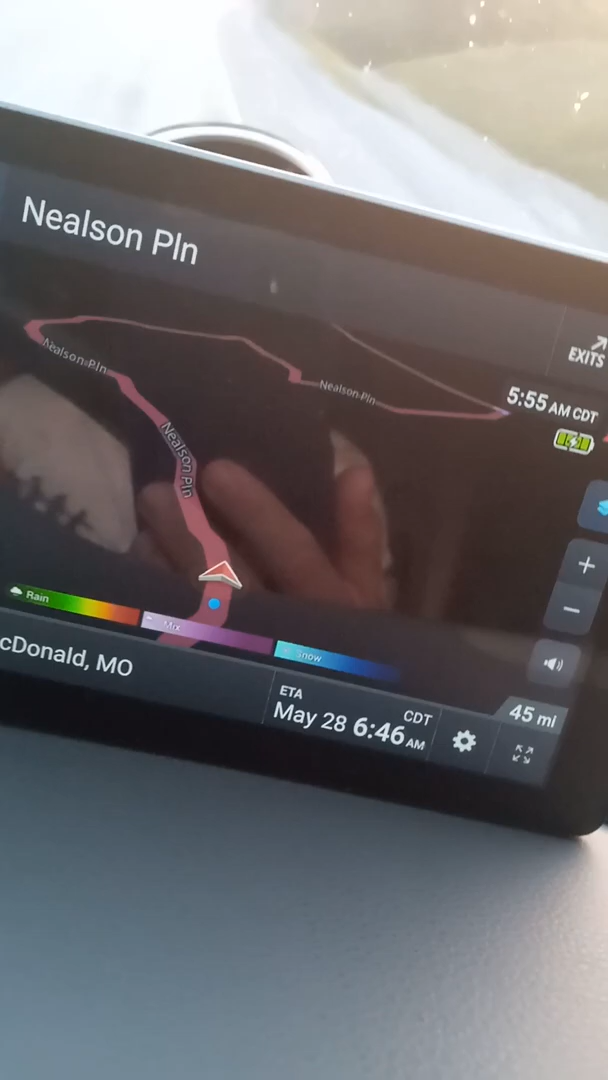 Nealson Pln
EXITS
5:55 AM CDT
Nealson Pln
Nealson Pln
Nealson Pln
Rain
Mix
Snow
+
−
cDonald, MO
ETA
May 28 6:46 AM CDT
45 mi